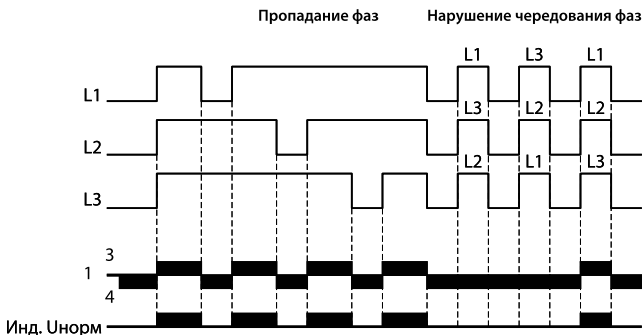 Пропадание фаз
Нарушение чередования фаз
L1 L3 L1
L1
L3 L2 L2
L2
L2 L1 L3
L3
3
1
4
Инд. Uнорм